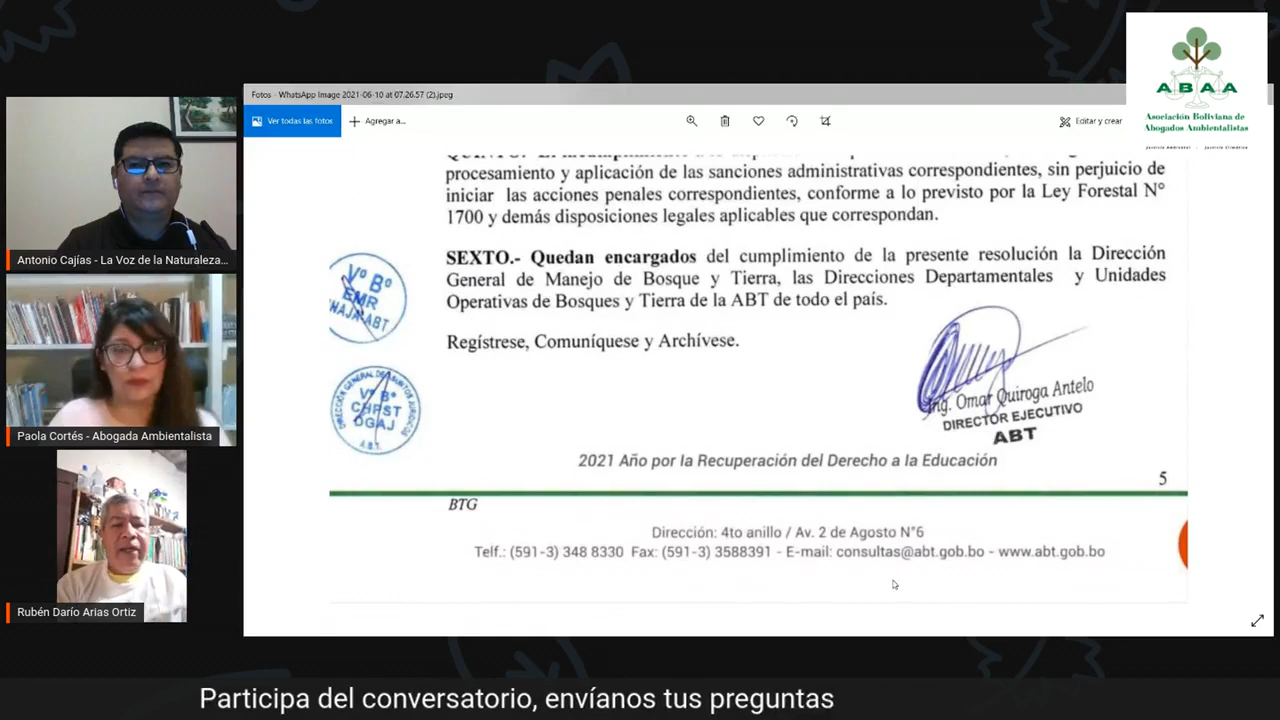 ABAA
Asociación Boliviana de
Abogados Ambientalistas
Fotos - WhatsApp Image 2021-06-10 at 07.26.57 (2).jpeg
Ver todas las fotos
Agregar a...
Editar y crear
procesamiento y aplicación de las sanciones administrativas correspondientes, sin perjuicio de
iniciar las acciones penales correspondientes, conforme a lo previsto por la Ley Forestal N°
1700 y demás disposiciones legales aplicables que correspondan.
SEXTO.- Quedan encargados del cumplimiento de la presente resolución la Dirección
General de Manejo de Bosque y Tierra, las Direcciones Departamentales y Unidades
Operativas de Bosques y Tierra de la ABT de todo el país.
Regístrese, Comuníquese y Archívese.
Vº Bº
EMR
Vº Bº
CHPST
DGAJ
A.B.T.
Ing. Omar Quiroga Antelo
DIRECTOR EJECUTIVO
ABT
2021 Año por la Recuperación del Derecho a la Educación
5
BTG
Dirección: 4to anillo / Av. 2 de Agosto N°6
Telf.: (591-3) 348 8330 Fax: (591-3) 3588391 - E-mail: consultas@abt.gob.bo - www.abt.gob.bo
Antonio Cajías - La Voz de la Naturaleza...
Paola Cortés - Abogada Ambientalista
Rubén Darío Arias Ortiz
Participa del conversatorio, envíanos tus preguntas